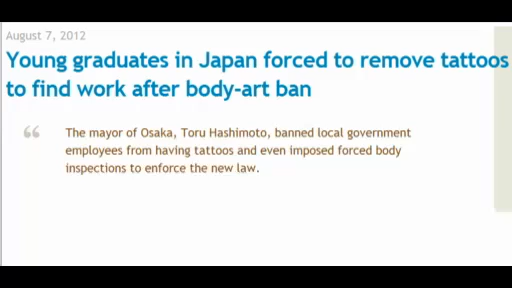 August 7, 2012
Young graduates in Japan forced to remove tattoos
to find work after body-art ban
“ The mayor of Osaka, Toru Hashimoto, banned local government
employees from having tattoos and even imposed forced body
inspections to enforce the new law.